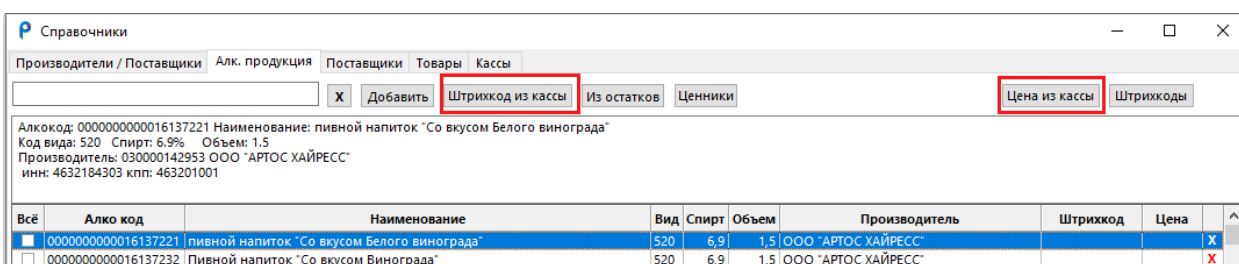 Справочники
Производители / Поставщики Алк. продукция Поставщики Товары Кассы
X Добавить Штрихкод из кассы Из остатков Ценники Цена из кассы Штрихкоды
Алкокод: 0000000000016137221 Наименование: пивной напиток "Со вкусом Белого винограда"
Код вида: 520 Спирт: 6.9% Объем: 1.5
Производитель: 030000142953 ООО "АРТОС ХАЙРЕСС"
инн: 4632184303 кпп: 463201001
Всё Алко код Наименование Вид Спирт Объем Производитель Штрихкод Цена
0000000000016137221 пивной напиток "Со вкусом Белого винограда" 520 6,9 1,5 ООО "АРТОС ХАЙРЕСС" X
0000000000016137232 Пивной напиток "Со вкусом Винограда" 520 6,9 1,5 ООО "АРТОС ХАЙРЕСС" X